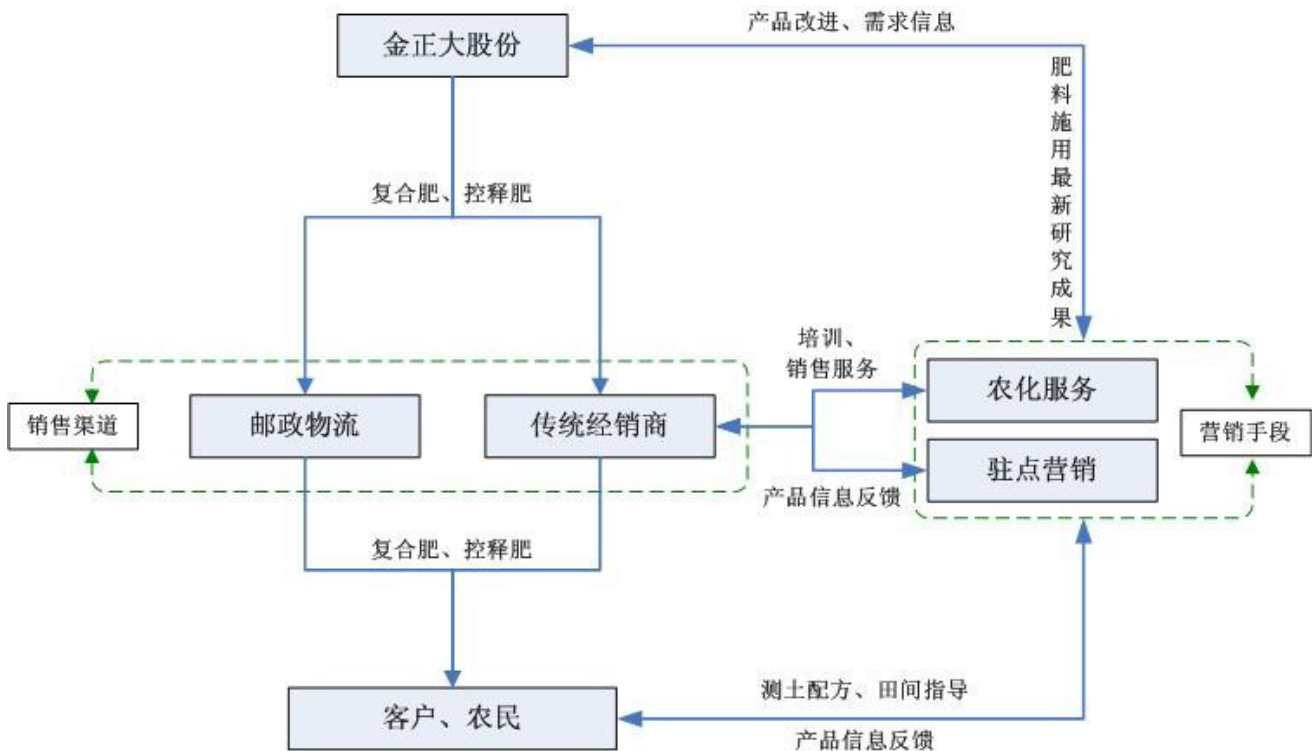 产品改进、需求信息
金正大股份
肥料施用最新研究成果
复合肥、控释肥
培训、
销售服务
农化服务
销售渠道
邮政物流
传统经销商
营销手段
驻点营销
产品信息反馈
复合肥、控释肥
测土配方、田间指导
客户、农民
产品信息反馈